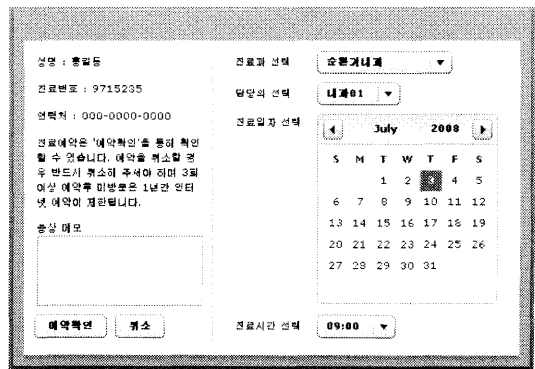 성명 : 홍길동
진료번호 : 9715235
연락처 : 000-0000-0000
진료예약은 '예약확인'을 통해 확인
할 수 있습니다. 예약을 취소할 경
우 반드시 취소해 주셔야 하며 3회
이상 예약후 미방문은 1년간 인터
넷 예약이 제한됩니다.
증상 메모
예약확인 취소
진료과 선택 순환기내과
담당의 선택 내과01
진료일자 선택
July 2008
S M T W T F S
1 2 3 4 5
6 7 8 9 10 11 12
13 14 15 16 17 18 19
20 21 22 23 24 25 26
27 28 29 30 31
진료시간 선택 09:00